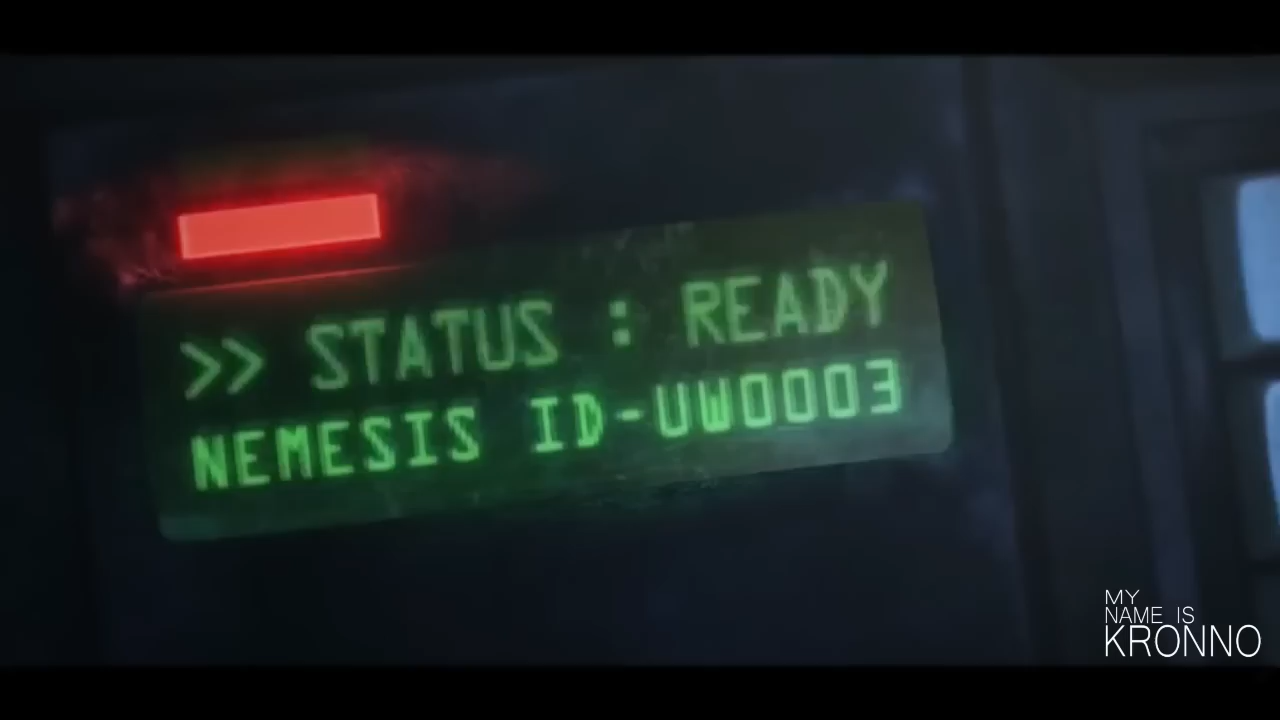 >> STATUS : READY
NEMESIS ID-UW0003
MY
NAME IS
KRONNO